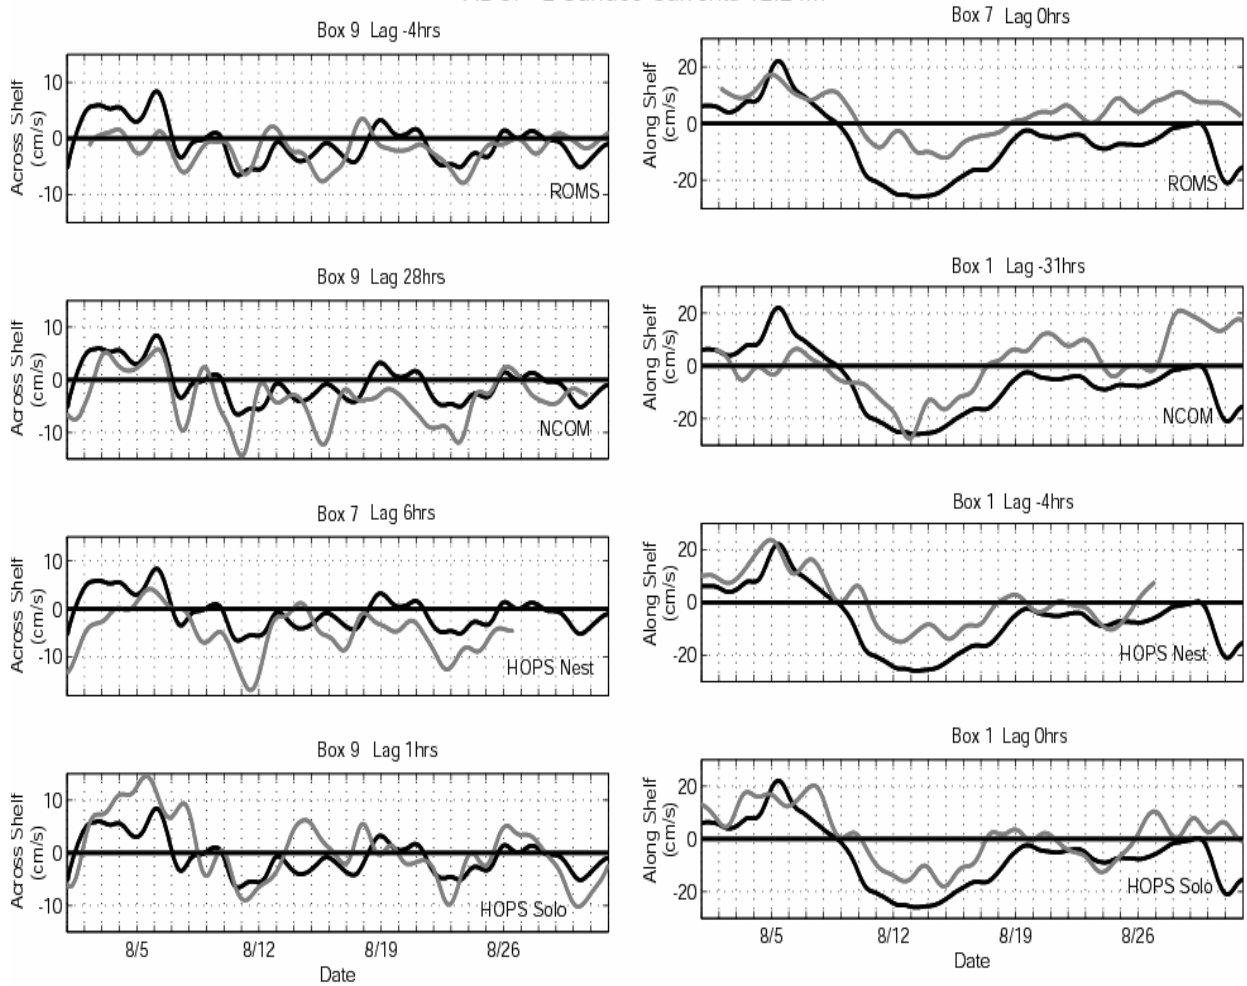 Box 9 Lag -4hrs
Across Shelf
(cm/s)
10
0
-10
ROMS
Box 9 Lag 28hrs
Across Shelf
(cm/s)
10
0
-10
NCOM
Box 7 Lag 6hrs
Across Shelf
(cm/s)
10
0
-10
HOPS Nest
Box 9 Lag 1hrs
Across Shelf
(cm/s)
10
0
-10
HOPS Solo
8/5 8/12 8/19 8/26
Date
Box 7 Lag 0hrs
Along Shelf
(cm/s)
20
0
-20
ROMS
Box 1 Lag -31hrs
Along Shelf
(cm/s)
20
0
-20
NCOM
Box 1 Lag -4hrs
Along Shelf
(cm/s)
20
0
-20
HOPS Nest
Box 1 Lag 0hrs
Along Shelf
(cm/s)
20
0
-20
HOPS Solo
8/5 8/12 8/19 8/26
Date